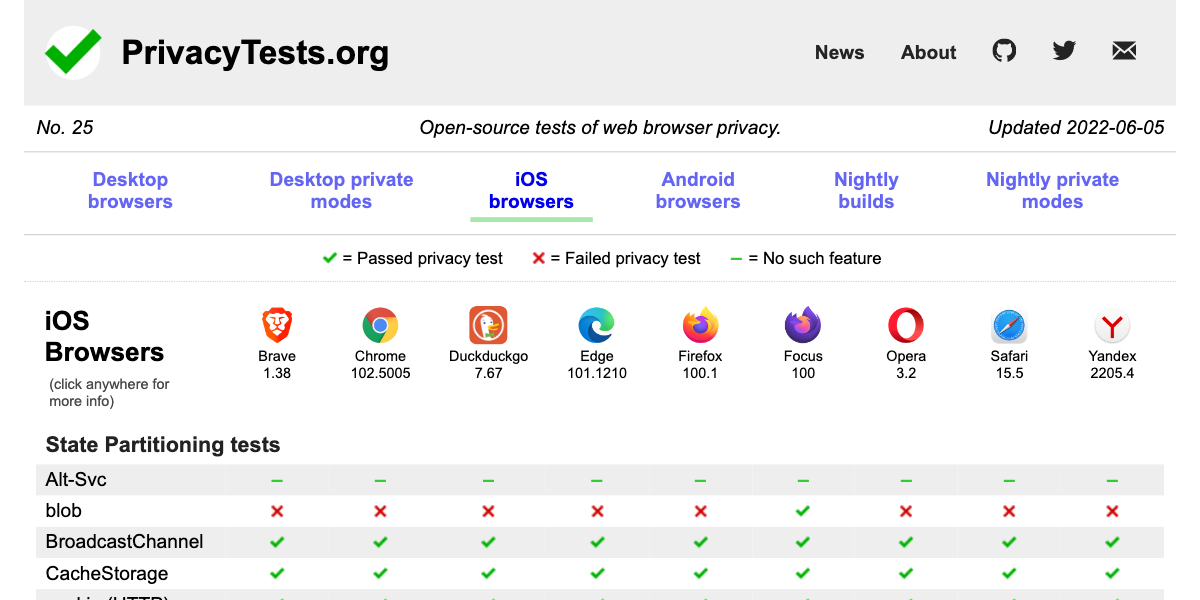 PrivacyTests.org
News About
No. 25 Open-source tests of web browser privacy. Updated 2022-06-05
Desktop browsers Desktop private modes iOS browsers Android browsers Nightly builds Nightly private modes
= Passed privacy test = Failed privacy test = No such feature
iOS Browsers
(click anywhere for more info)
Brave 1.38
Chrome 102.5005
Duckduckgo 7.67
Edge 101.1210
Firefox 100.1
Focus 100
Opera 3.2
Safari 15.5
Yandex 2205.4
State Partitioning tests
Alt-Svc
blob
BroadcastChannel
CacheStorage